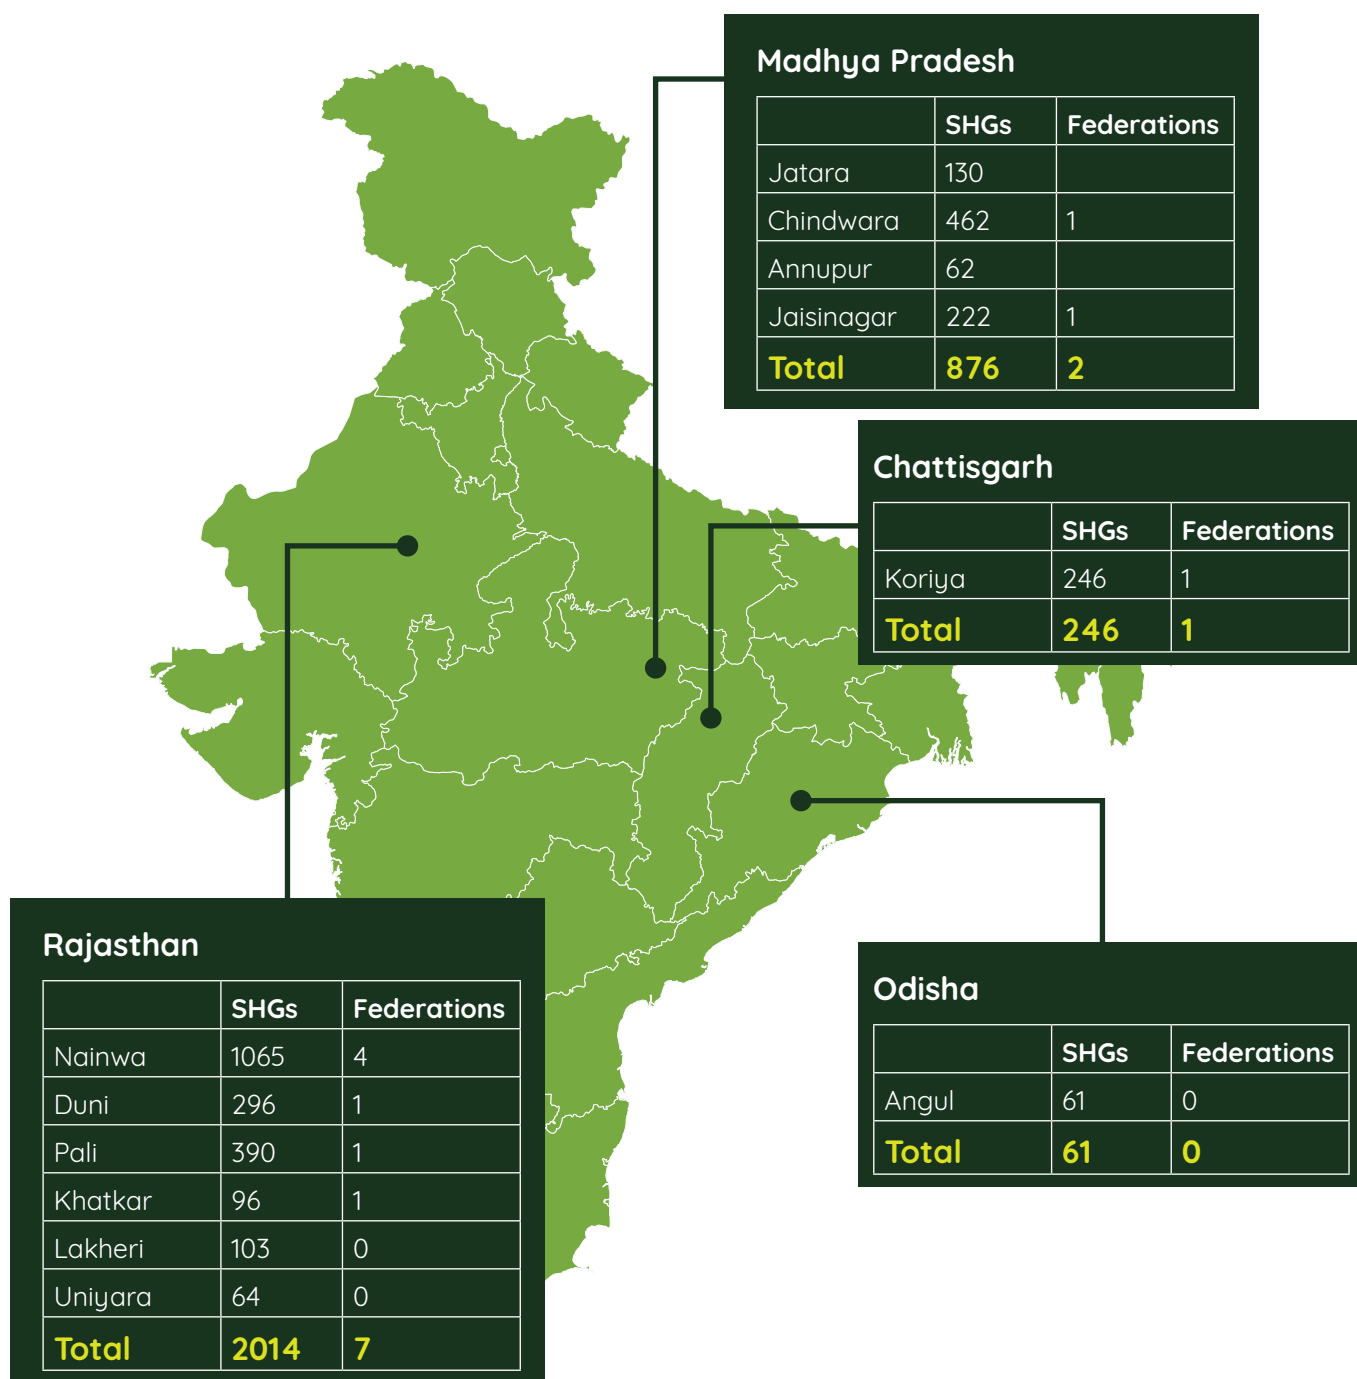 Madhya Pradesh
SHGs Federations
Jatara 130
Chindwara 462 1
Annupur 62
Jaisinagar 222 1
Total 876 2
Chattisgarh
SHGs Federations
Koriya 246 1
Total 246 1
Rajasthan
SHGs Federations
Nainwa 1065 4
Duni 296 1
Pali 390 1
Khatkar 96 1
Lakheri 103 0
Uniyara 64 0
Total 2014 7
Odisha
SHGs Federations
Angul 61 0
Total 61 0